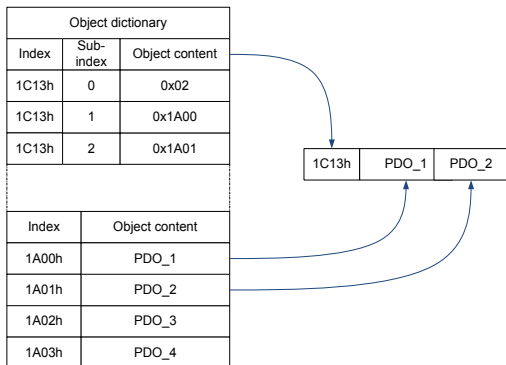 Object dictionary
Index Sub-index Object content
1C13h 0 0x02
1C13h 1 0x1A00
1C13h 2 0x1A01
1C13h PDO_1 PDO_2
Index Object content
1A00h PDO_1
1A01h PDO_2
1A02h PDO_3
1A03h PDO_4